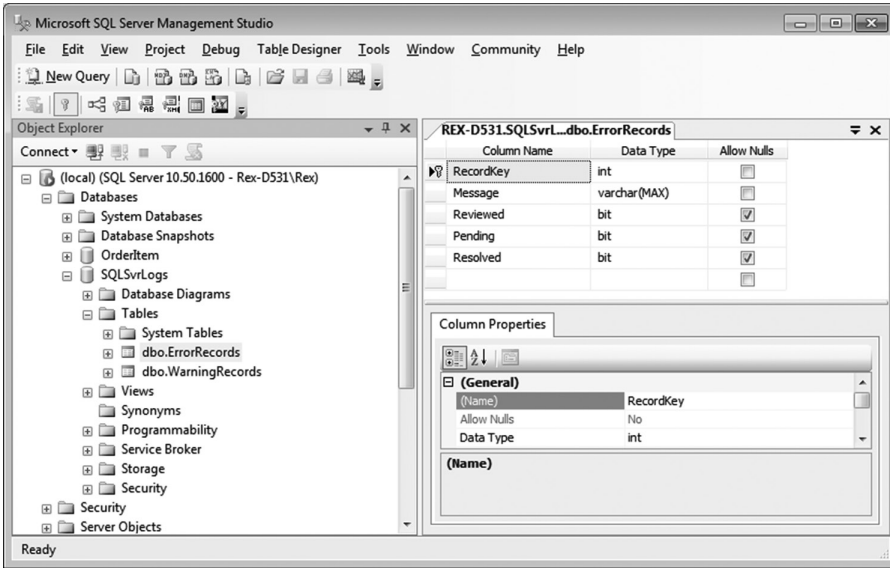 Microsoft SQL Server Management Studio
File Edit View Project Debug Table Designer Tools Window Community Help
New Query
Object Explorer
Connect
(local) (SQL Server 10.50.1600 - Rex-D531\Rex)
Databases
System Databases
Database Snapshots
OrderItem
SQLSvrLogs
Database Diagrams
Tables
System Tables
dbo.ErrorRecords
dbo.WarningRecords
Views
Synonyms
Programmability
Service Broker
Storage
Security
Security
Server Objects
REX-D531.SQLSvrL...dbo.ErrorRecords
Column Name Data Type Allow Nulls
RecordKey int
Message varchar(MAX)
Reviewed bit
Pending bit
Resolved bit
Column Properties
(General)
(Name) RecordKey
Allow Nulls No
Data Type int
(Name)
Ready